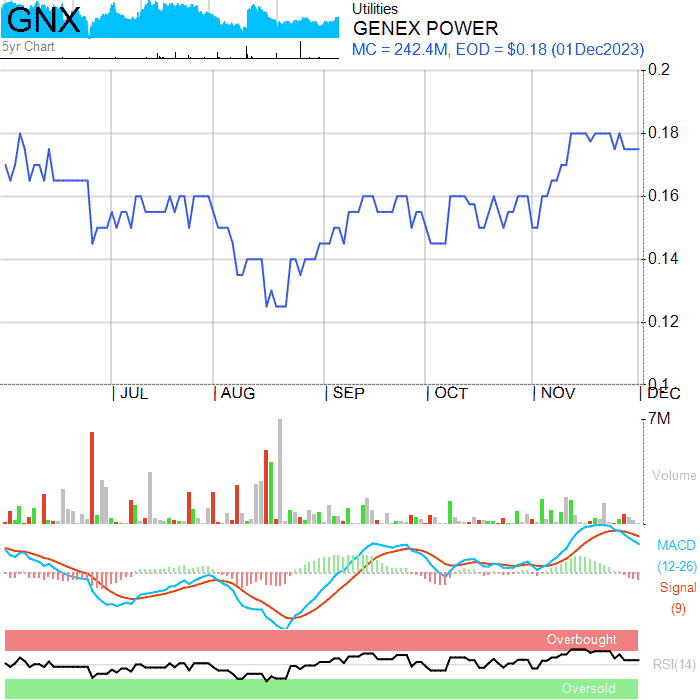 GNX
Utilities
GENEX POWER
5yr Chart
MC = 242.4M, EOD = $0.18 (01Dec2023)
0.2
0.18
0.16
0.14
0.12
0.1
JUL AUG SEP OCT NOV DEC
7M
Volume
MACD
(12-26)
Signal
(9)
Overbought
RSI(14)
Oversold